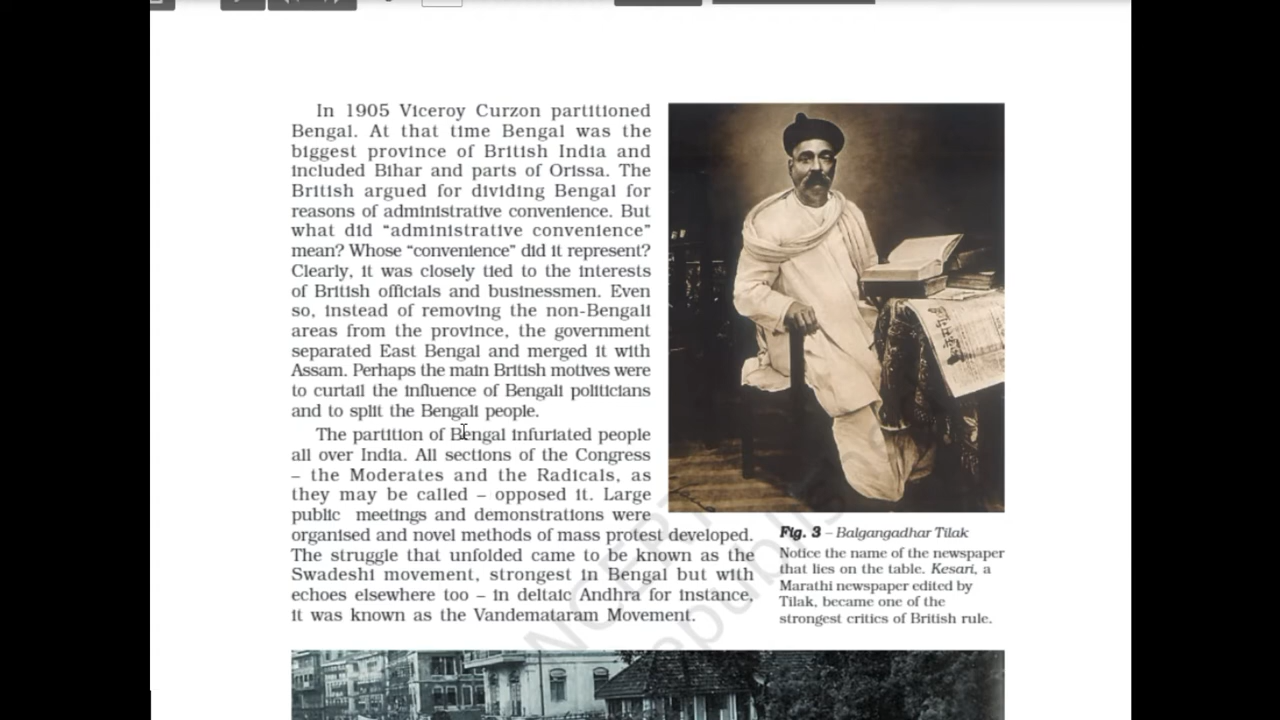 In 1905 Viceroy Curzon partitioned
Bengal. At that time Bengal was the
biggest province of British India and
included Bihar and parts of Orissa. The
British argued for dividing Bengal for
reasons of administrative convenience. But
what did “administrative convenience”
mean? Whose “convenience” did it represent?
Clearly, it was closely tied to the interests
of British officials and businessmen. Even
so, instead of removing the non-Bengali
areas from the province, the government
separated East Bengal and merged it with
Assam. Perhaps the main British motives were
to curtail the influence of Bengali politicians
and to split the Bengali people.
The partition of Bengal infuriated people
all over India. All sections of the Congress
– the Moderates and the Radicals, as
they may be called – opposed it. Large
public meetings and demonstrations were
organised and novel methods of mass protest developed.
The struggle that unfolded came to be known as the
Swadeshi movement, strongest in Bengal but with
echoes elsewhere too – in deltaic Andhra for instance,
it was known as the Vandemataram Movement.
Fig. 3 – Balgangadhar Tilak
Notice the name of the newspaper
that lies on the table. Kesari, a
Marathi newspaper edited by
Tilak, became one of the
strongest critics of British rule.
NCERT